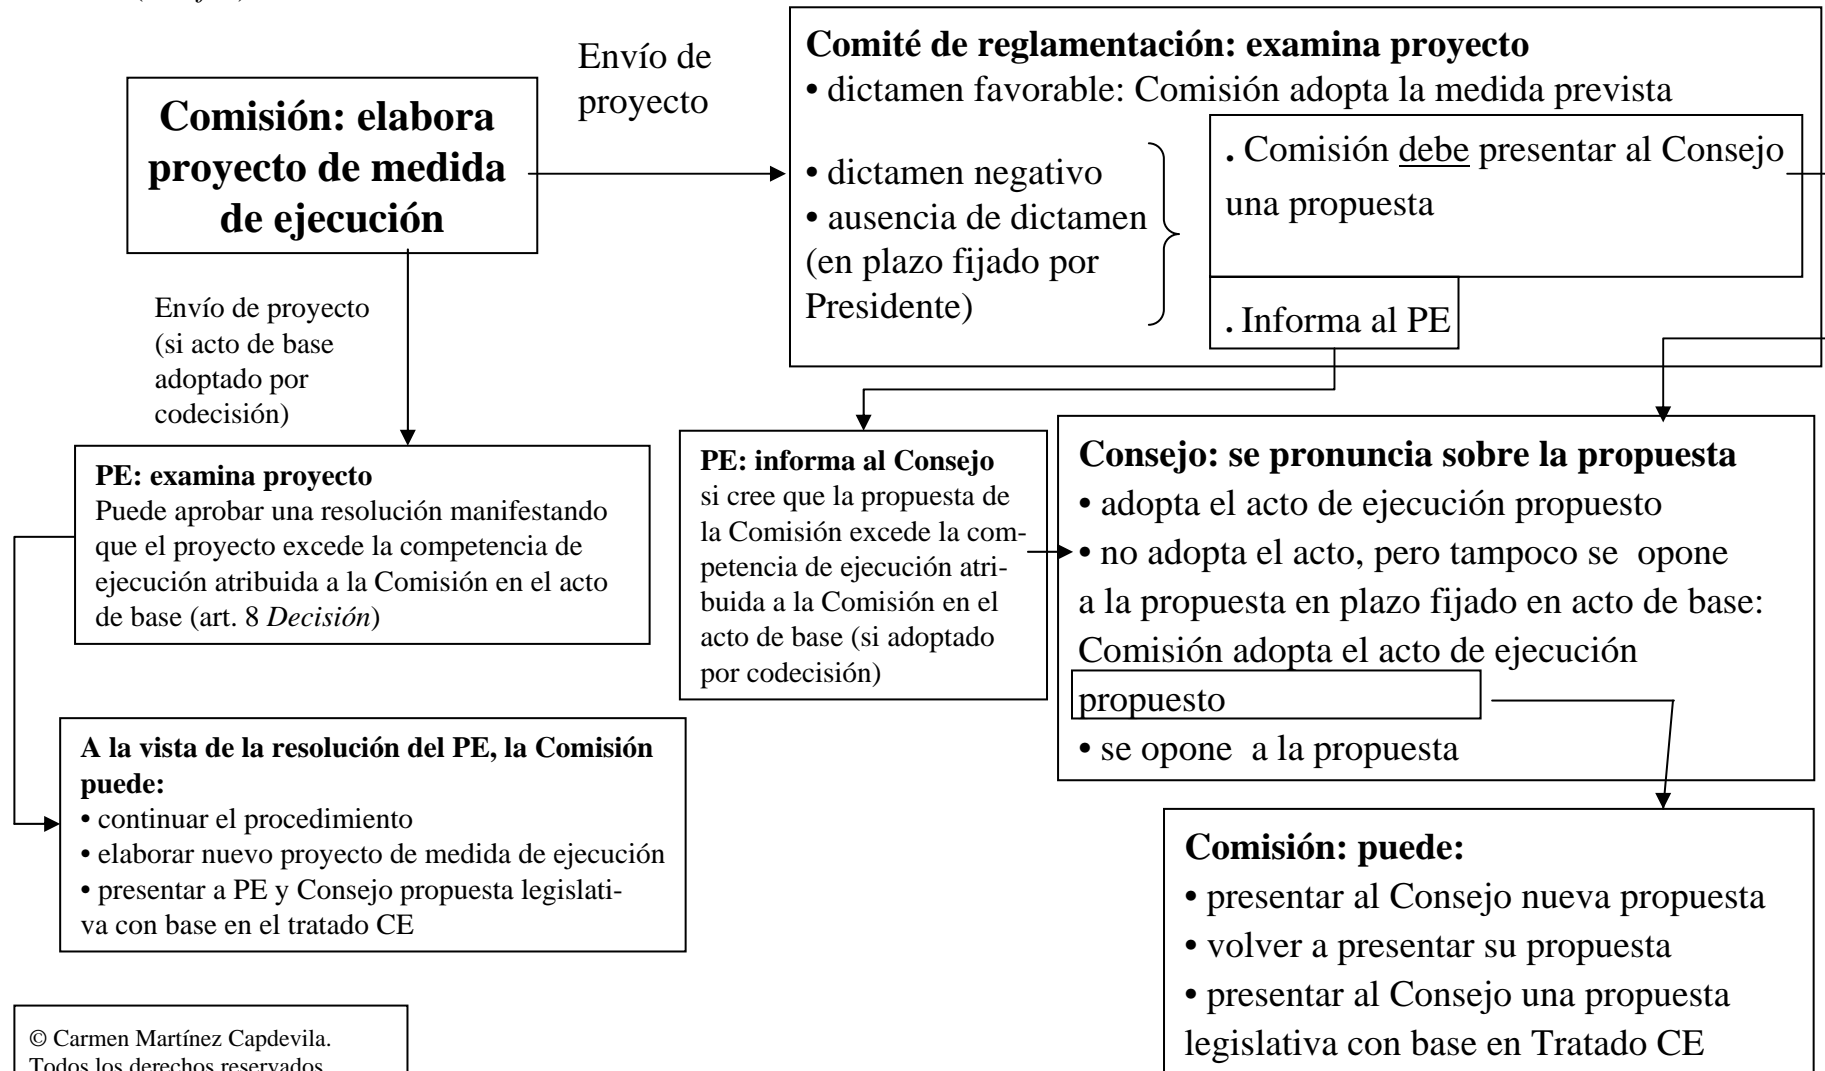 Envío de
proyecto
Comité de reglamentación: examina proyecto
• dictamen favorable: Comisión adopta la medida prevista
• dictamen negativo
• ausencia de dictamen
(en plazo fijado por
Presidente)
. Comisión debe presentar al Consejo
una propuesta
. Informa al PE
Comisión: elabora
proyecto de medida
de ejecución
Envío de proyecto
(si acto de base
adoptado por
codecisión)
PE: examina proyecto
Puede aprobar una resolución manifestando
que el proyecto excede la competencia de
ejecución atribuida a la Comisión en el acto
de base (art. 8 Decisión)
PE: informa al Consejo
si cree que la propuesta de
la Comisión excede la com-
petencia de ejecución atri-
buida a la Comisión en el
acto de base (si adoptado
por codecisión)
Consejo: se pronuncia sobre la propuesta
• adopta el acto de ejecución propuesto
• no adopta el acto, pero tampoco se opone
a la propuesta en plazo fijado en acto de base:
Comisión adopta el acto de ejecución
propuesto
• se opone a la propuesta
A la vista de la resolución del PE, la Comisión
puede:
• continuar el procedimiento
• elaborar nuevo proyecto de medida de ejecución
• presentar a PE y Consejo propuesta legislati-
va con base en el tratado CE
Comisión: puede:
• presentar al Consejo nueva propuesta
• volver a presentar su propuesta
• presentar al Consejo una propuesta
legislativa con base en Tratado CE
© Carmen Martínez Capdevila.
Todos los derechos reservados